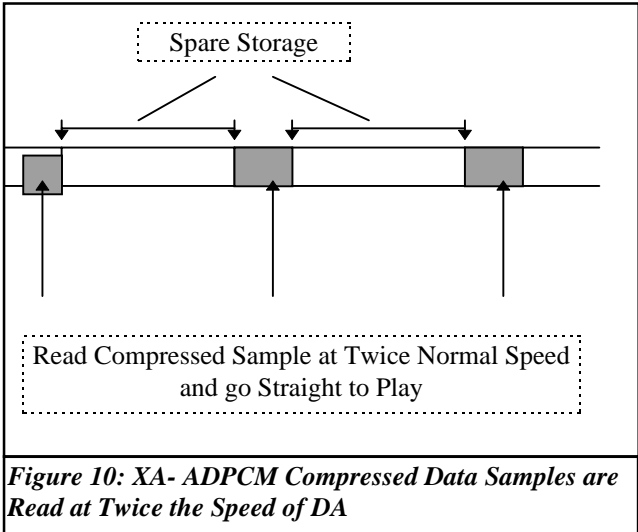 Spare Storage
Read Compressed Sample at Twice Normal Speed
and go Straight to Play
Figure 10: XA- ADPCM Compressed Data Samples are
Read at Twice the Speed of DA